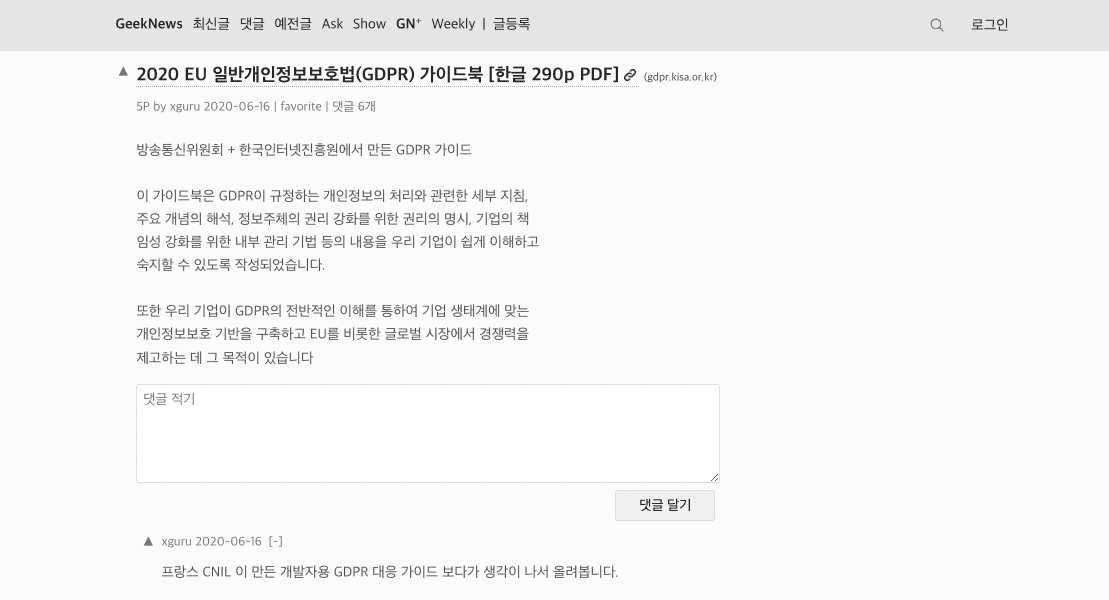 GeekNews 최신글 댓글 예전글 Ask Show GN⁺ Weekly | 글등록 로그인
▲ 2020 EU 일반개인정보보호법(GDPR) 가이드북 [한글 290p PDF] (gdpr.kisa.or.kr)
5P by xguru 2020-06-16 | favorite | 댓글 6개
방송통신위원회 + 한국인터넷진흥원에서 만든 GDPR 가이드
이 가이드북은 GDPR이 규정하는 개인정보의 처리와 관련한 세부 지침,
주요 개념의 해석, 정보주체의 권리 강화를 위한 권리의 명시, 기업의 책
임성 강화를 위한 내부 관리 기법 등의 내용을 우리 기업이 쉽게 이해하고
숙지할 수 있도록 작성되었습니다.
또한 우리 기업이 GDPR의 전반적인 이해를 통하여 기업 생태계에 맞는
개인정보보호 기반을 구축하고 EU를 비롯한 글로벌 시장에서 경쟁력을
제고하는 데 그 목적이 있습니다
댓글 적기
댓글 달기
▲ xguru 2020-06-16 [-]
프랑스 CNIL 이 만든 개발자용 GDPR 대응 가이드 보다가 생각이 나서 올려봅니다.